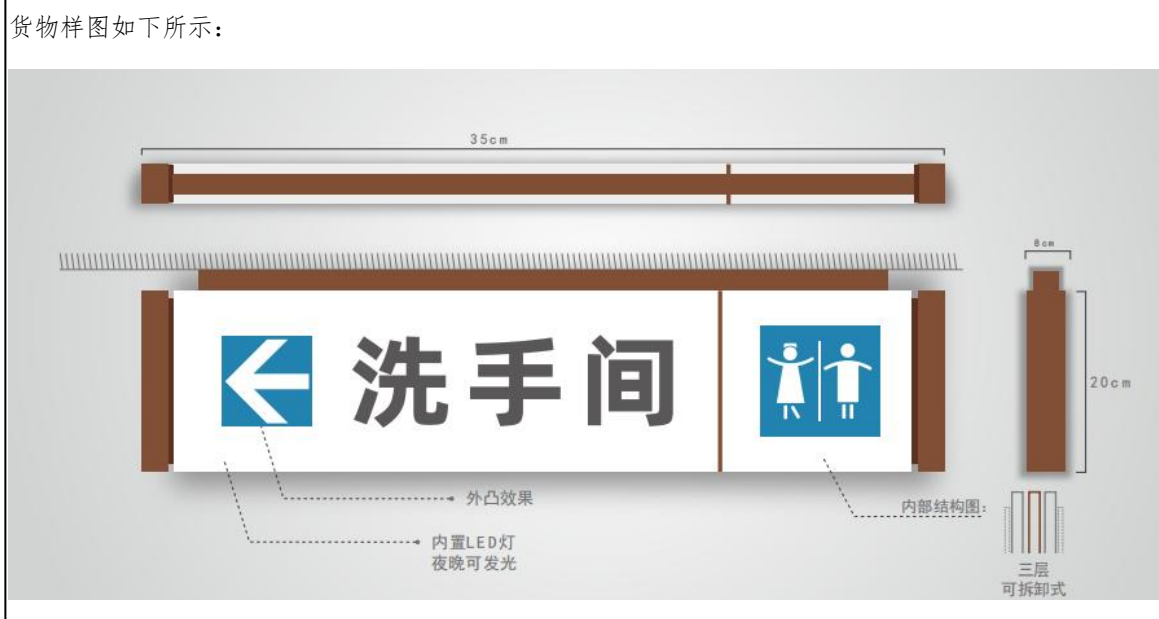 货物样图如下所示：
35cm
8cm
洗手间
20cm
外凸效果
内部结构图：
内置LED灯
夜晚可发光
三层
可拆卸式